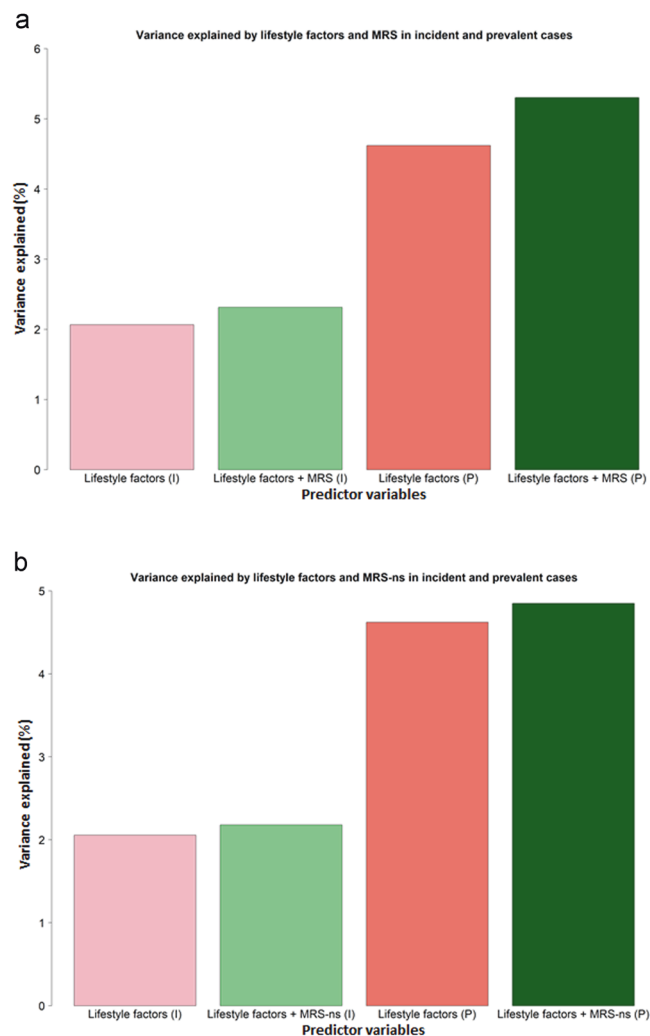 a
Variance explained by lifestyle factors and MRS in incident and prevalent cases
6
5
4
3
2
1
0
Variance explained(%)
Lifestyle factors (I) Lifestyle factors + MRS (I) Lifestyle factors (P) Lifestyle factors + MRS (P)
Predictor variables
b
Variance explained by lifestyle factors and MRS-ns in incident and prevalent cases
5
4
3
2
1
0
Variance explained(%)
Lifestyle factors (I) Lifestyle factors + MRS-ns (I) Lifestyle factors (P) Lifestyle factors + MRS-ns (P)
Predictor variables